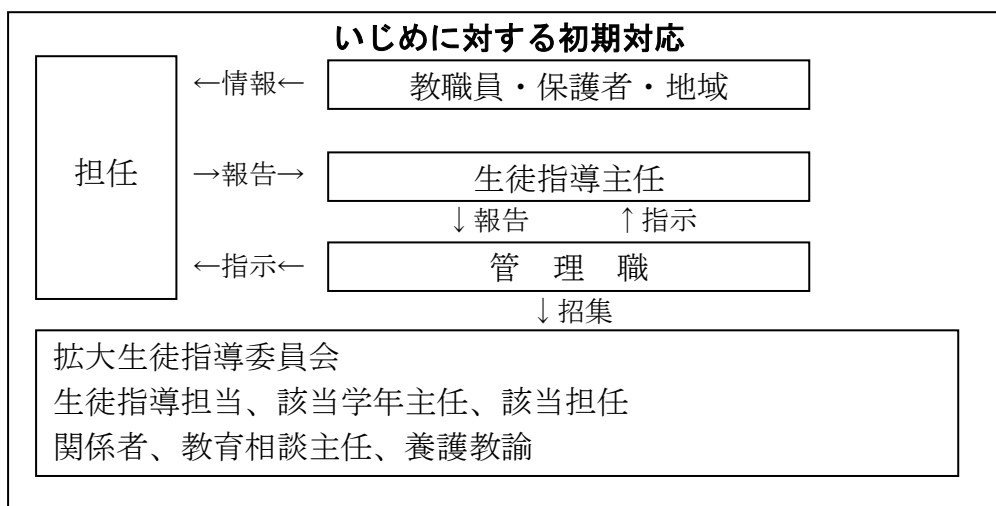 いじめに対する初期対応
←情報←
教職員・保護者・地域
担任
→報告→
生徒指導主任
↓報告
↑指示
←指示←
管 理 職
↓招集
拡大生徒指導委員会
生徒指導担当、該当学年主任、該当担任
関係者、教育相談主任、養護教諭